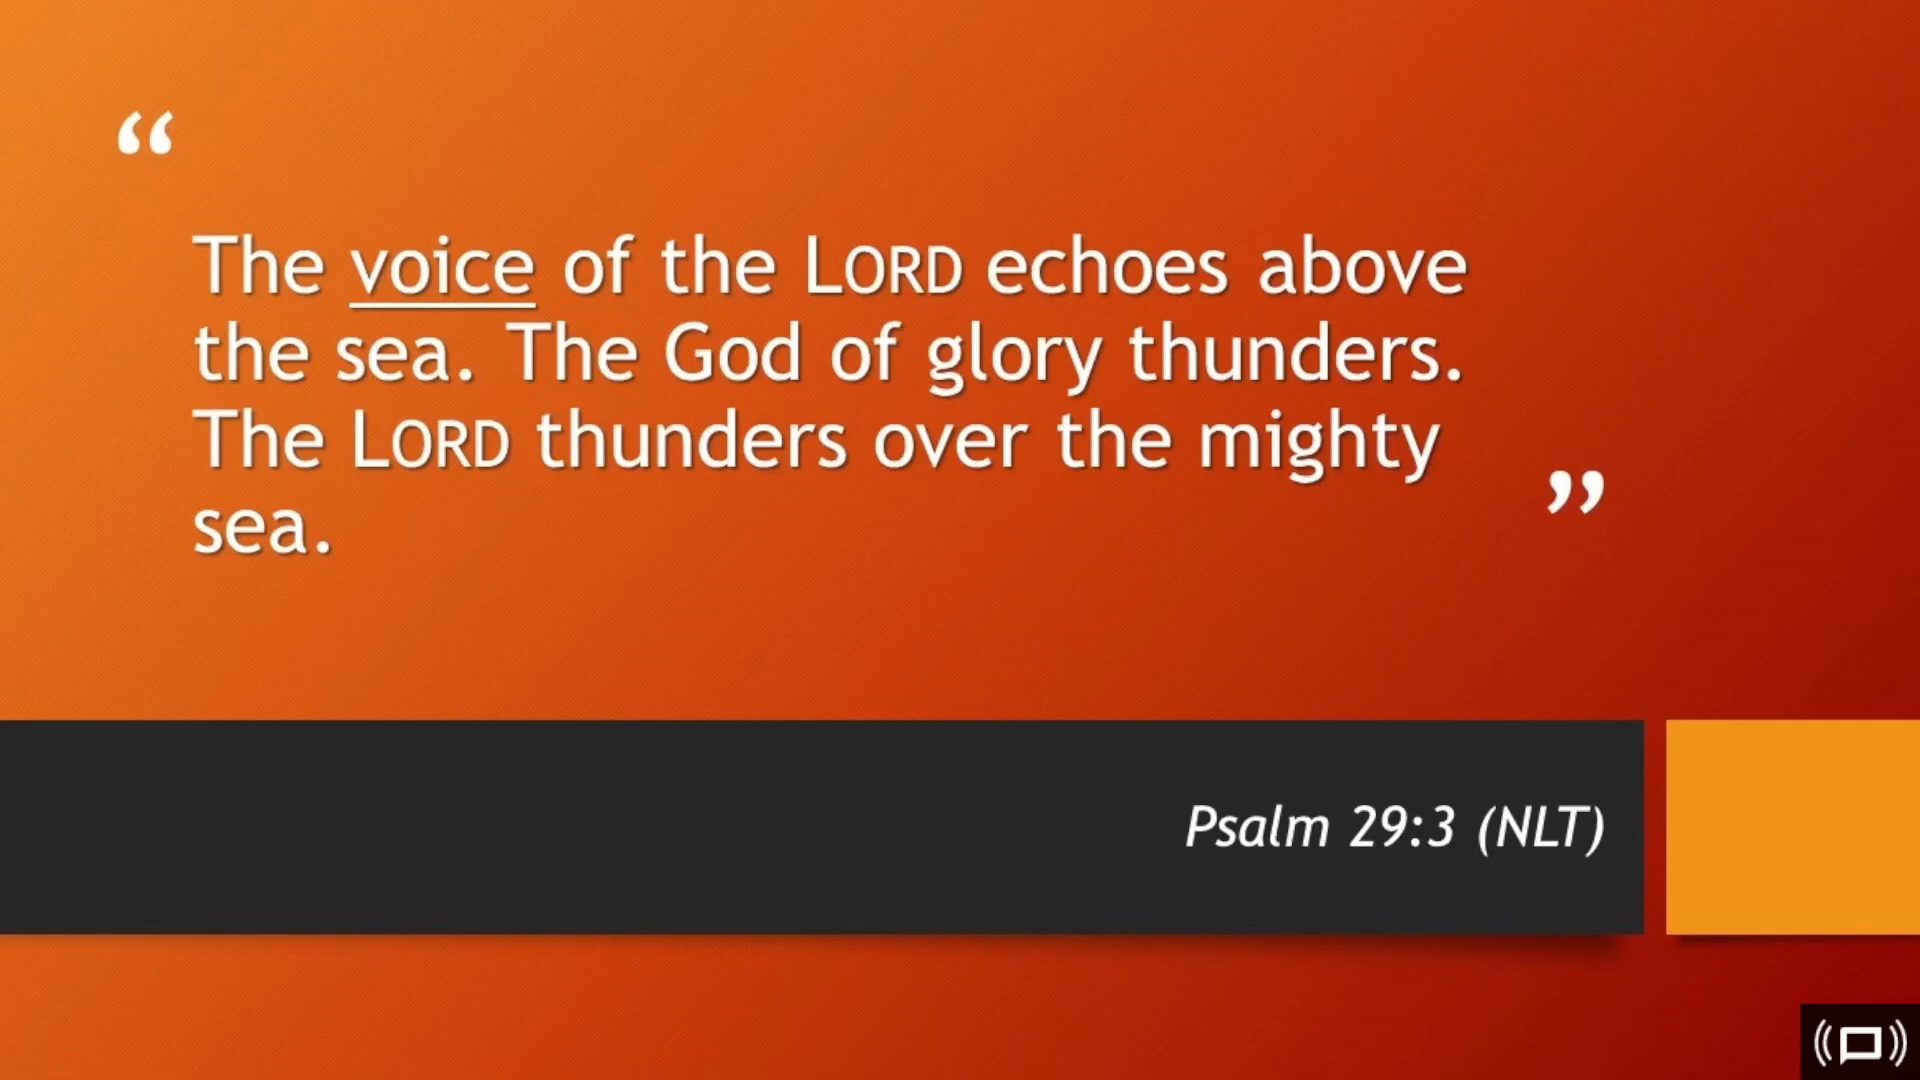 “
The voice of the LORD echoes above
the sea. The God of glory thunders.
The LORD thunders over the mighty
sea.
”
Psalm 29:3 (NLT)